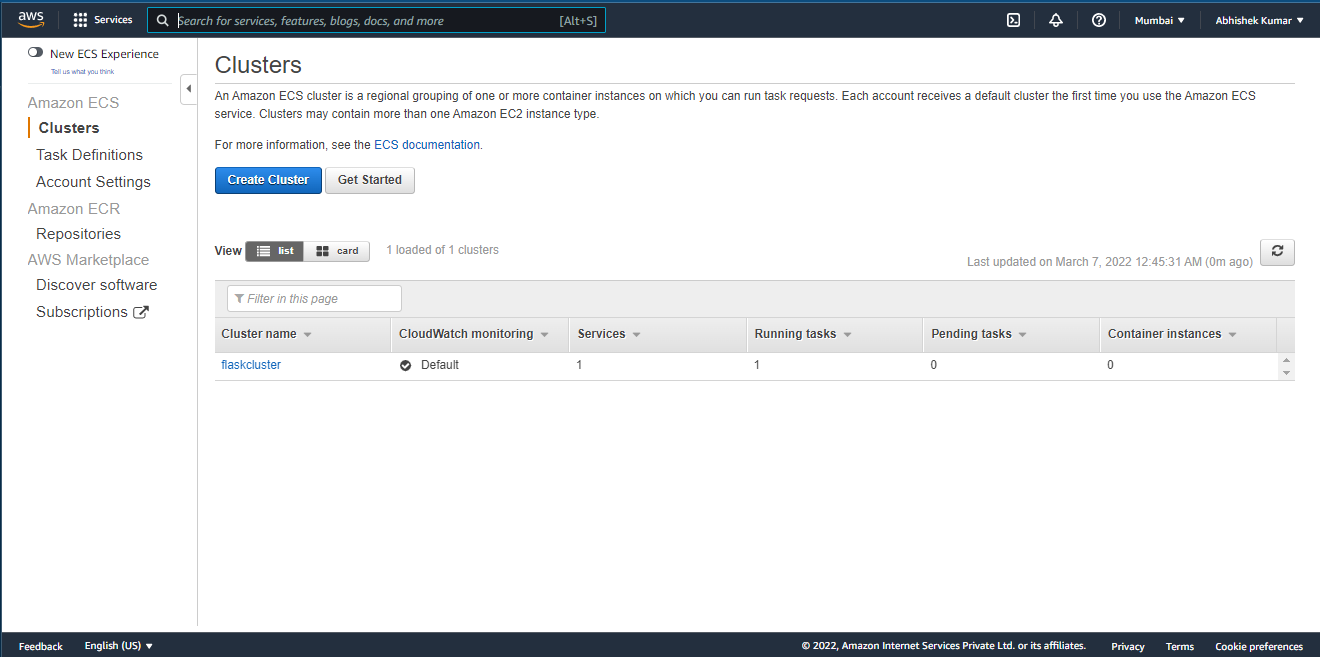 aws Services Search for services, features, blogs, docs, and more [Alt+S] Mumbai Abhishek Kumar
New ECS Experience
Tell us what you think
Amazon ECS
Clusters
Task Definitions
Account Settings
Amazon ECR
Repositories
AWS Marketplace
Discover software
Subscriptions
Clusters
An Amazon ECS cluster is a regional grouping of one or more container instances on which you can run task requests. Each account receives a default cluster the first time you use the Amazon ECS
service. Clusters may contain more than one Amazon EC2 instance type.
For more information, see the ECS documentation.
Create Cluster Get Started
View list card 1 loaded of 1 clusters
Last updated on March 7, 2022 12:45:31 AM (0m ago)
Filter in this page
Cluster name CloudWatch monitoring Services Running tasks Pending tasks Container instances
flaskcluster Default 1 1 0 0
Feedback English (US) © 2022, Amazon Internet Services Private Ltd. or its affiliates. Privacy Terms Cookie preferences